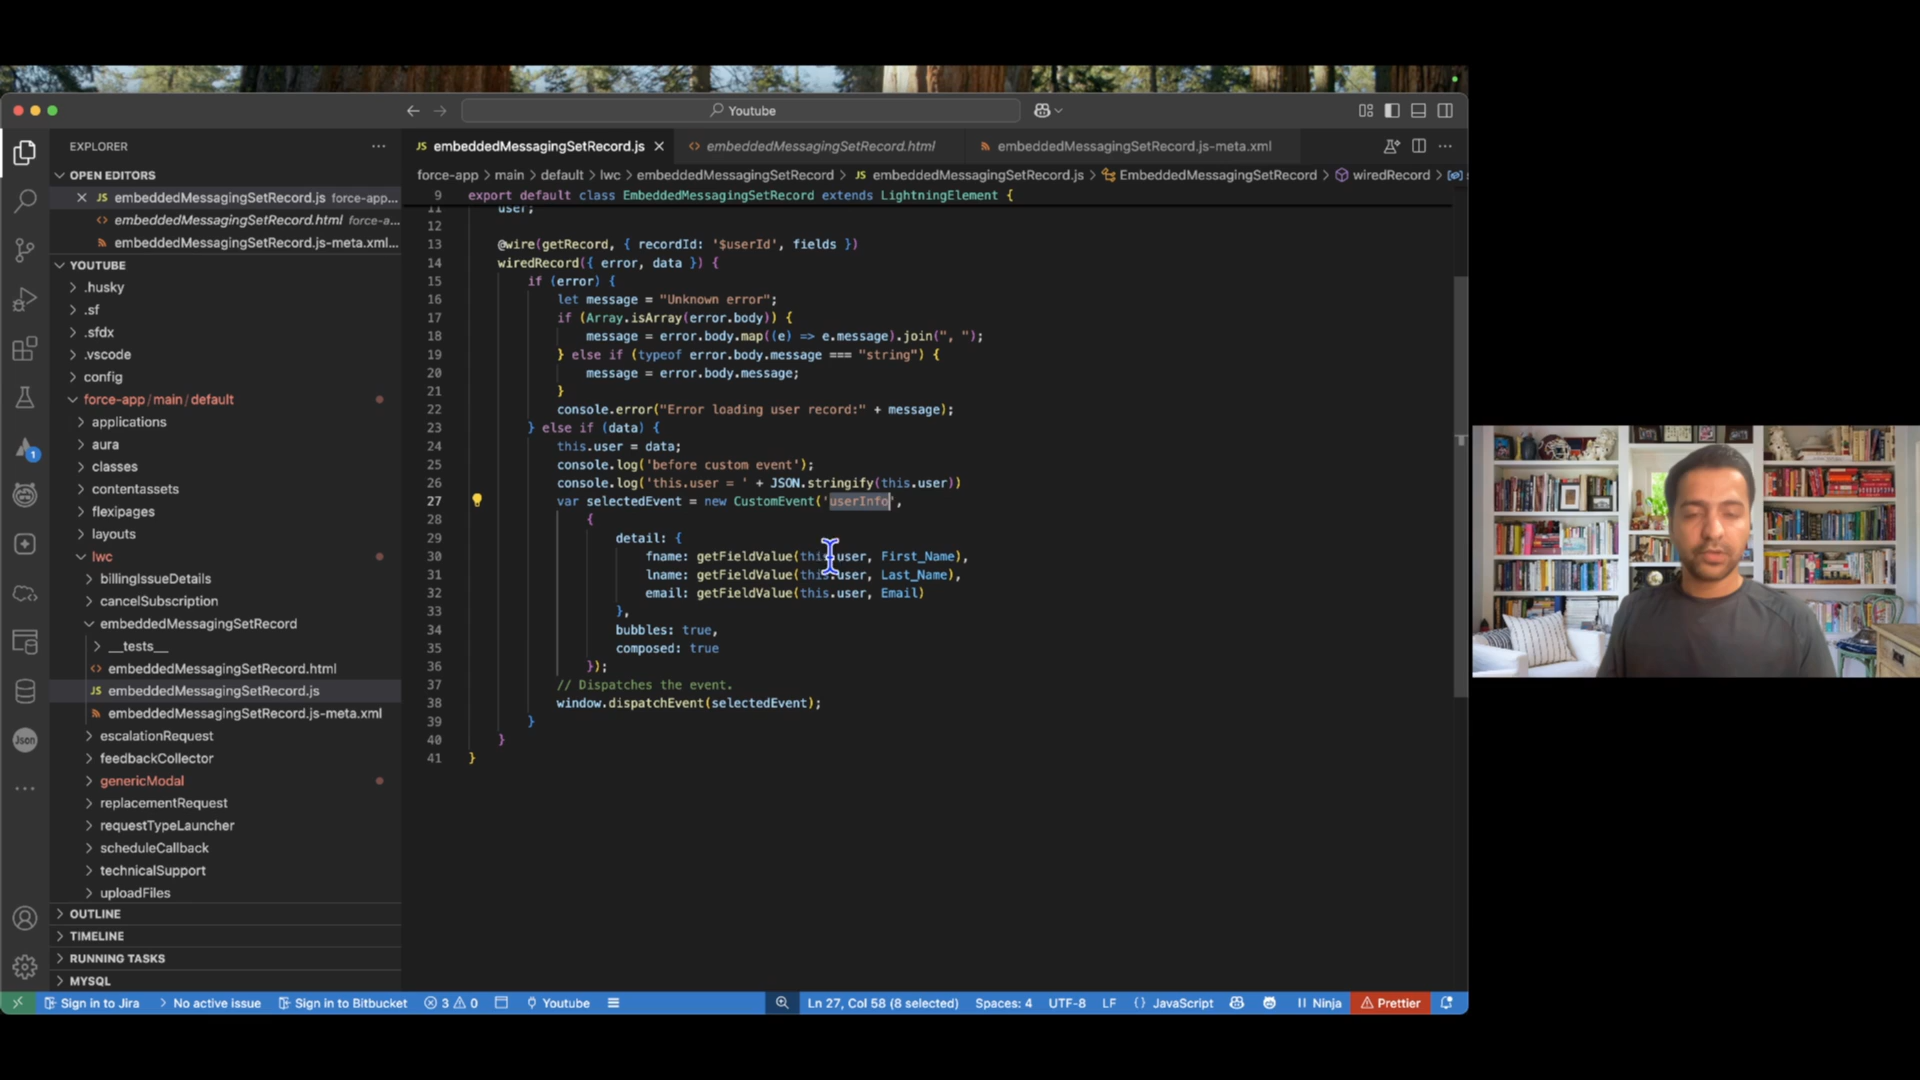 Youtube
EXPLORER
OPEN EDITORS
embeddedMessagingSetRecord.js force-app...
embeddedMessagingSetRecord.html force-a...
embeddedMessagingSetRecord.js-meta.xml...
YOUTUBE
.husky
.sf
.sfdx
.vscode
config
force-app/main/default
applications
aura
classes
contentassets
flexipages
layouts
lwc
billingIssueDetails
cancelSubscription
embeddedMessagingSetRecord
__tests__
embeddedMessagingSetRecord.html
JS embeddedMessagingSetRecord.js
embeddedMessagingSetRecord.js-meta.xml
escalationRequest
feedbackCollector
genericModal
replacementRequest
requestTypeLauncher
scheduleCallback
technicalSupport
uploadFiles
OUTLINE
TIMELINE
RUNNING TASKS
MYSQL
JS embeddedMessagingSetRecord.js
embeddedMessagingSetRecord.html
embeddedMessagingSetRecord.js-meta.xml
force-app > main > default > lwc > embeddedMessagingSetRecord > JS embeddedMessagingSetRecord.js > EmbeddedMessagingSetRecord > wiredRecord >
9 export default class EmbeddedMessagingSetRecord extends LightningElement {
11 user;
12
13 @wire(getRecord, { recordId: '$userId', fields })
14 wiredRecord({ error, data }) {
15 if (error) {
16 let message = "Unknown error";
17 if (Array.isArray(error.body)) {
18 message = error.body.map((e) => e.message).join(", ");
19 } else if (typeof error.body.message === "string") {
20 message = error.body.message;
21 }
22 console.error("Error loading user record:" + message);
23 } else if (data) {
24 this.user = data;
25 console.log('before custom event');
26 console.log('this.user = ' + JSON.stringify(this.user))
27 var selectedEvent = new CustomEvent('userInfo',
28 {
29 detail: {
30 fname: getFieldValue(this.user, First_Name),
31 lname: getFieldValue(this.user, Last_Name),
32 email: getFieldValue(this.user, Email)
33 },
34 bubbles: true,
35 composed: true
36 });
37 // Dispatches the event.
38 window.dispatchEvent(selectedEvent);
39 }
40 }
41 }
1
Json
Sign in to Jira No active issue Sign in to Bitbucket 3 0 Youtube Ln 27, Col 58 (8 selected) Spaces: 4 UTF-8 LF {} JavaScript Ninja Prettier